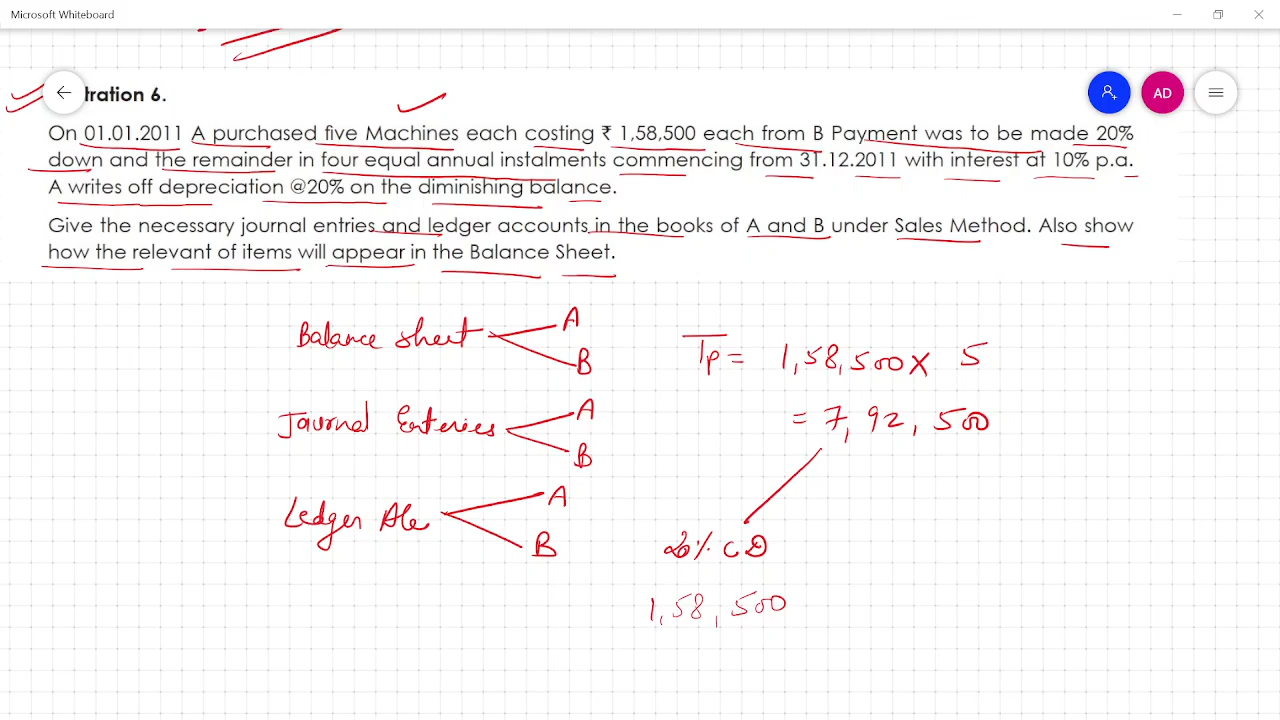 Microsoft Whiteboard
AD
tration 6.
On 01.01.2011 A purchased five Machines each costing ₹ 1,58,500 each from B Payment was to be made 20%
down and the remainder in four equal annual instalments commencing from 31.12.2011 with interest at 10% p.a.
A writes off depreciation @20% on the diminishing balance.
Give the necessary journal entries and ledger accounts in the books of A and B under Sales Method. Also show
how the relevant of items will appear in the Balance Sheet.
Balance Sheet A
B
Tp = 1,58,500 X 5
= 7,92,500
Journal Enteries A
B
Ledger A/c A
B
20% CD
1,58,500